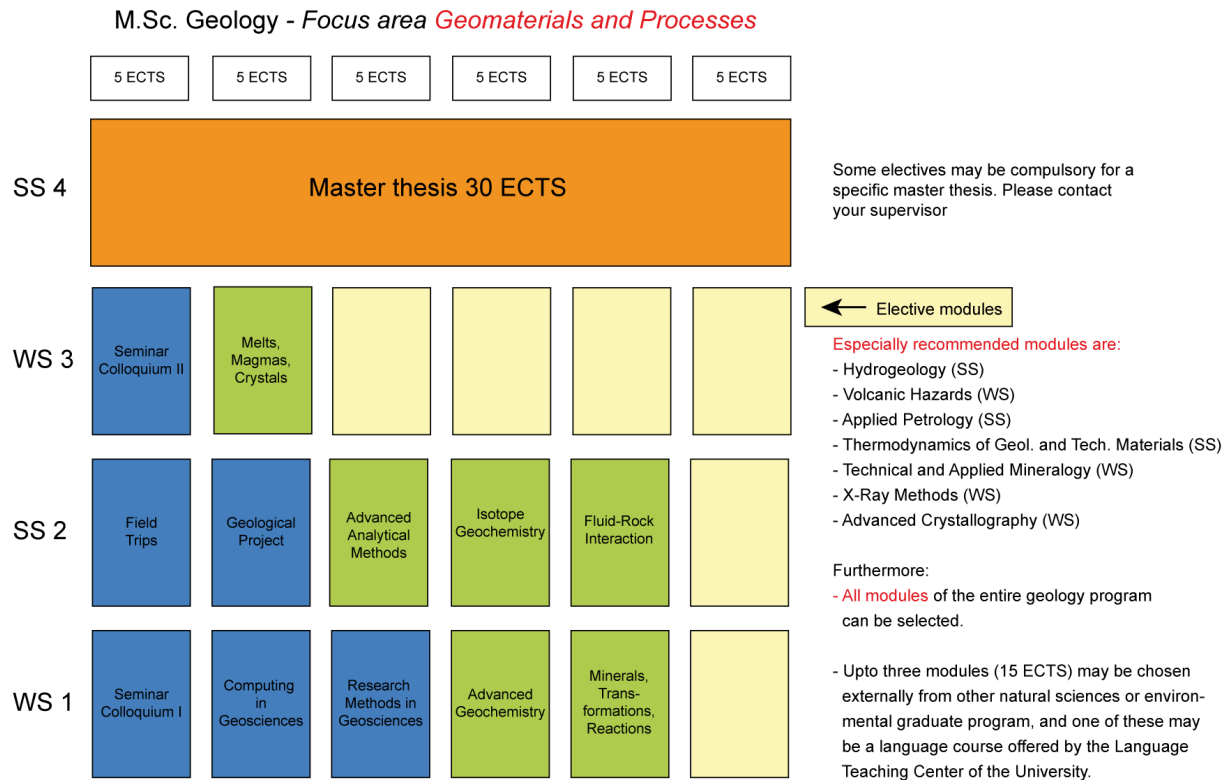 M.Sc. Geology - Focus area Geomaterials and Processes
5 ECTS
5 ECTS
5 ECTS
5 ECTS
5 ECTS
5 ECTS
SS 4
Master thesis 30 ECTS
Some electives may be compulsory for a
specific master thesis. Please contact
your supervisor
WS 3
Seminar
Colloquium II
Melts,
Magmas,
Crystals
Elective modules
Especially recommended modules are:
- Hydrogeology (SS)
- Volcanic Hazards (WS)
- Applied Petrology (SS)
- Thermodynamics of Geol. and Tech. Materials (SS)
- Technical and Applied Mineralogy (WS)
- X-Ray Methods (WS)
- Advanced Crystallography (WS)
SS 2
Field
Trips
Geological
Project
Advanced
Analytical
Methods
Isotope
Geochemistry
Fluid-Rock
Interaction
Furthermore:
- All modules of the entire geology program
can be selected.
WS 1
Seminar
Colloquium I
Computing
in
Geosciences
Research
Methods in
Geosciences
Advanced
Geochemistry
Minerals,
Trans-
formations,
Reactions
- Upto three modules (15 ECTS) may be chosen
externally from other natural sciences or environ-
mental graduate program, and one of these may
be a language course offered by the Language
Teaching Center of the University.